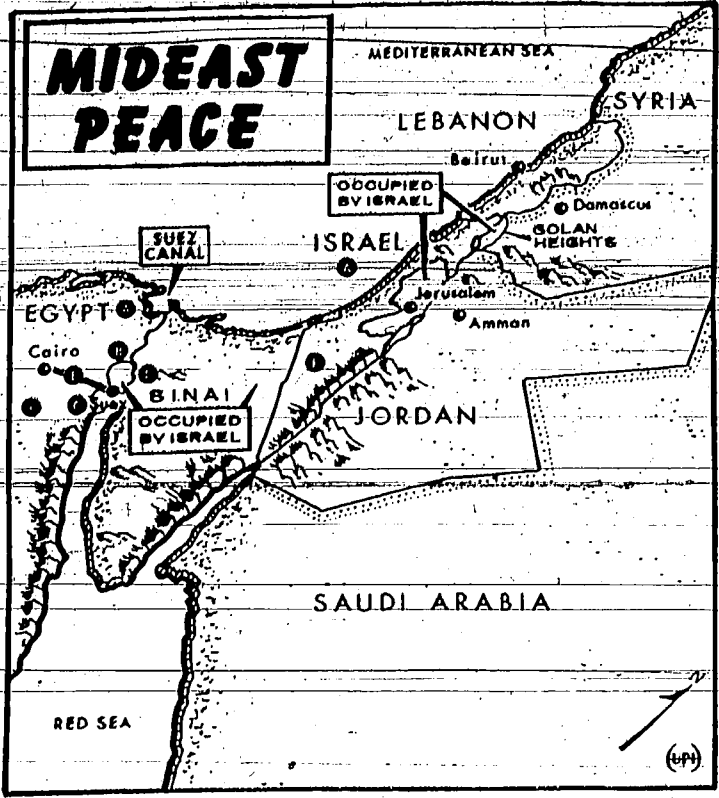 MIDEAST
PEACE
MEDITERRANEAN SEA
SYRIA
LEBANON
Beirut
OCCUPIED
BY ISRAEL
Damascus
GOLAN
HEIGHTS
SUEZ
CANAL
ISRAEL
Jerusalem
EGYPT
Amman
Cairo
SINAI
OCCUPIED
BY ISRAEL
JORDAN
SAUDI ARABIA
RED SEA
N
(UPI)